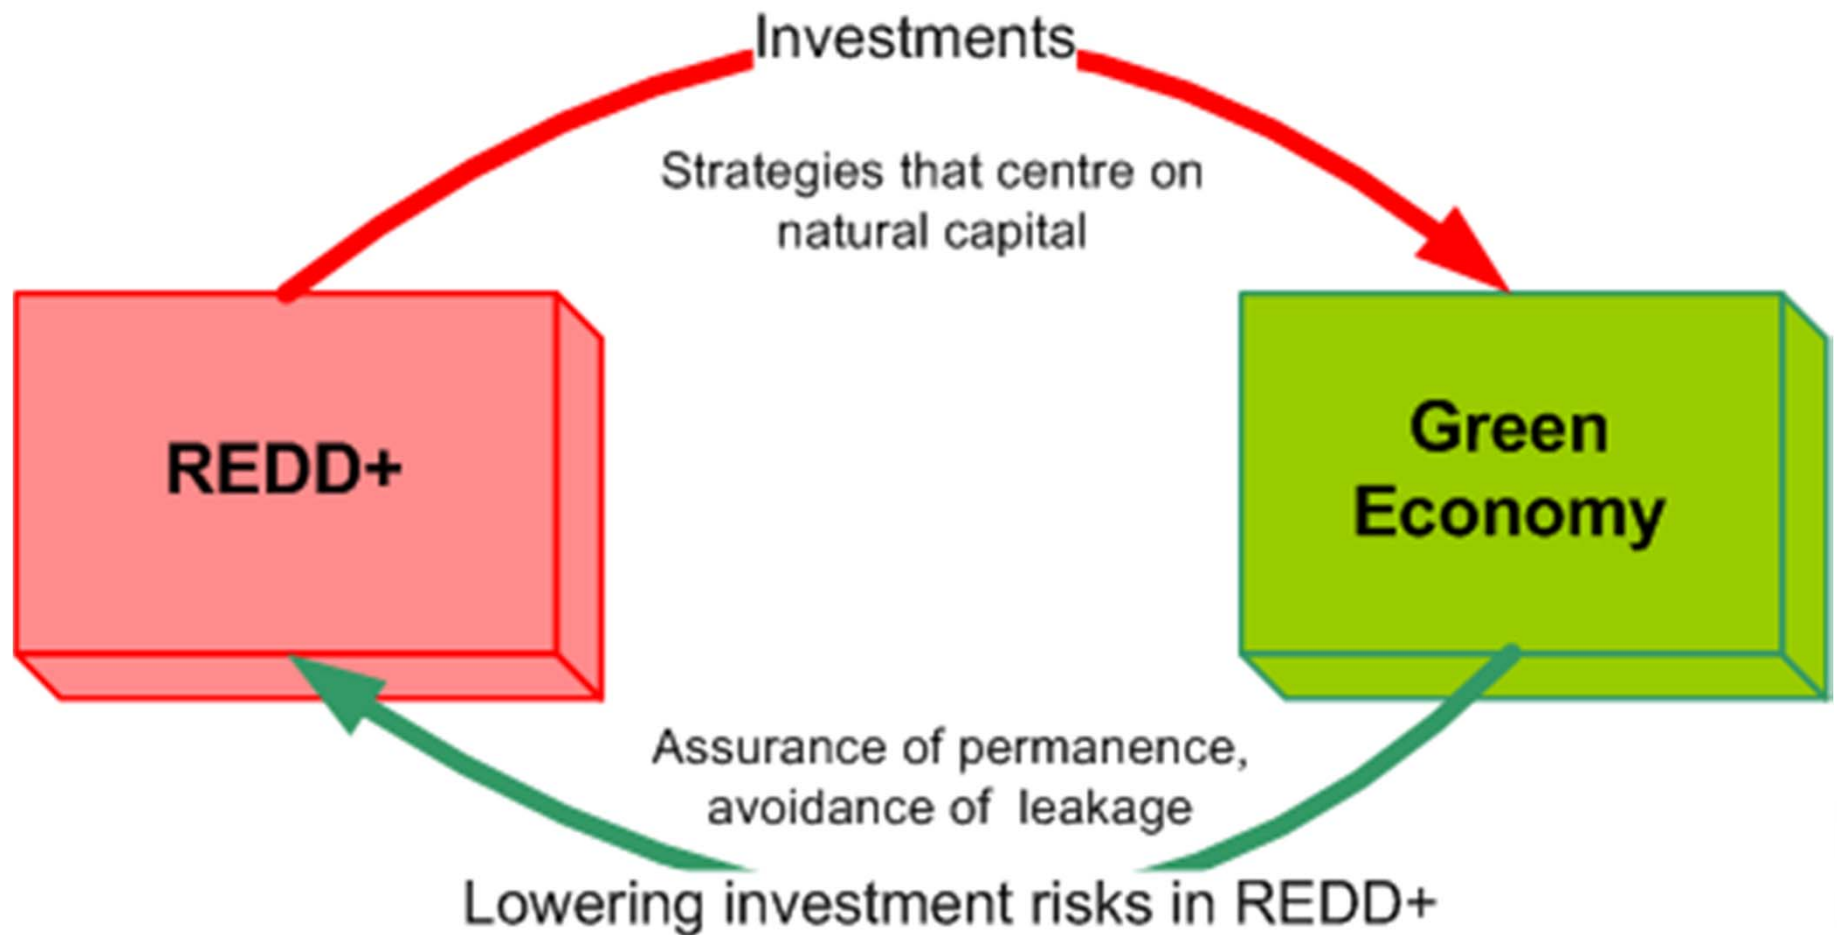 Investments
Strategies that centre on
natural capital
REDD+
Green
Economy
Assurance of permanence,
avoidance of leakage
Lowering investment risks in REDD+